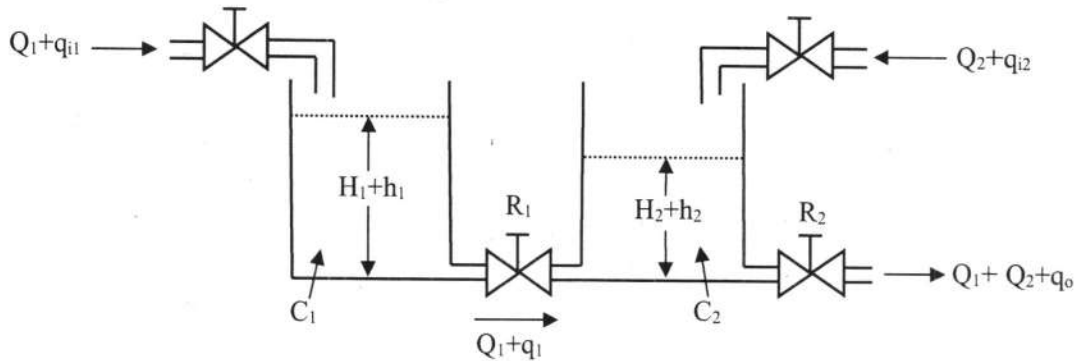 Q₁+qᵢ₁
Q₂+qᵢ₂
H₁+h₁
H₂+h₂
R₁
R₂
C₁
C₂
Q₁+q₁
Q₁+ Q₂+qₒ